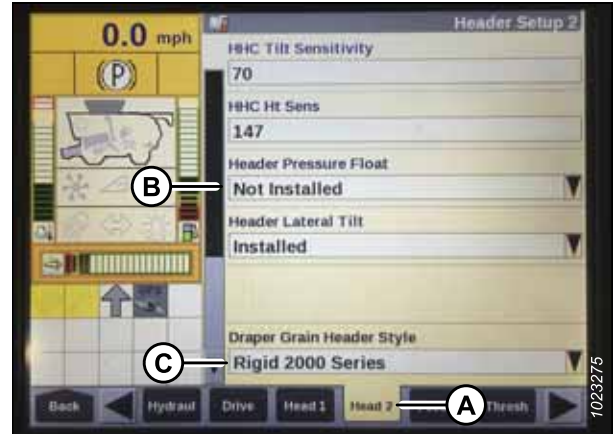 0.0 mph
Header Setup 2
(P)
HHC Tilt Sensitivity
70
HHC Ht Sens
147
Header Pressure Float
B
Not Installed
Header Lateral Tilt
Installed
Draper Grain Header Style
C
Rigid 2000 Series
Back
Hydraul
Drive
Head 1
Head 2
A
Thresh
1023275